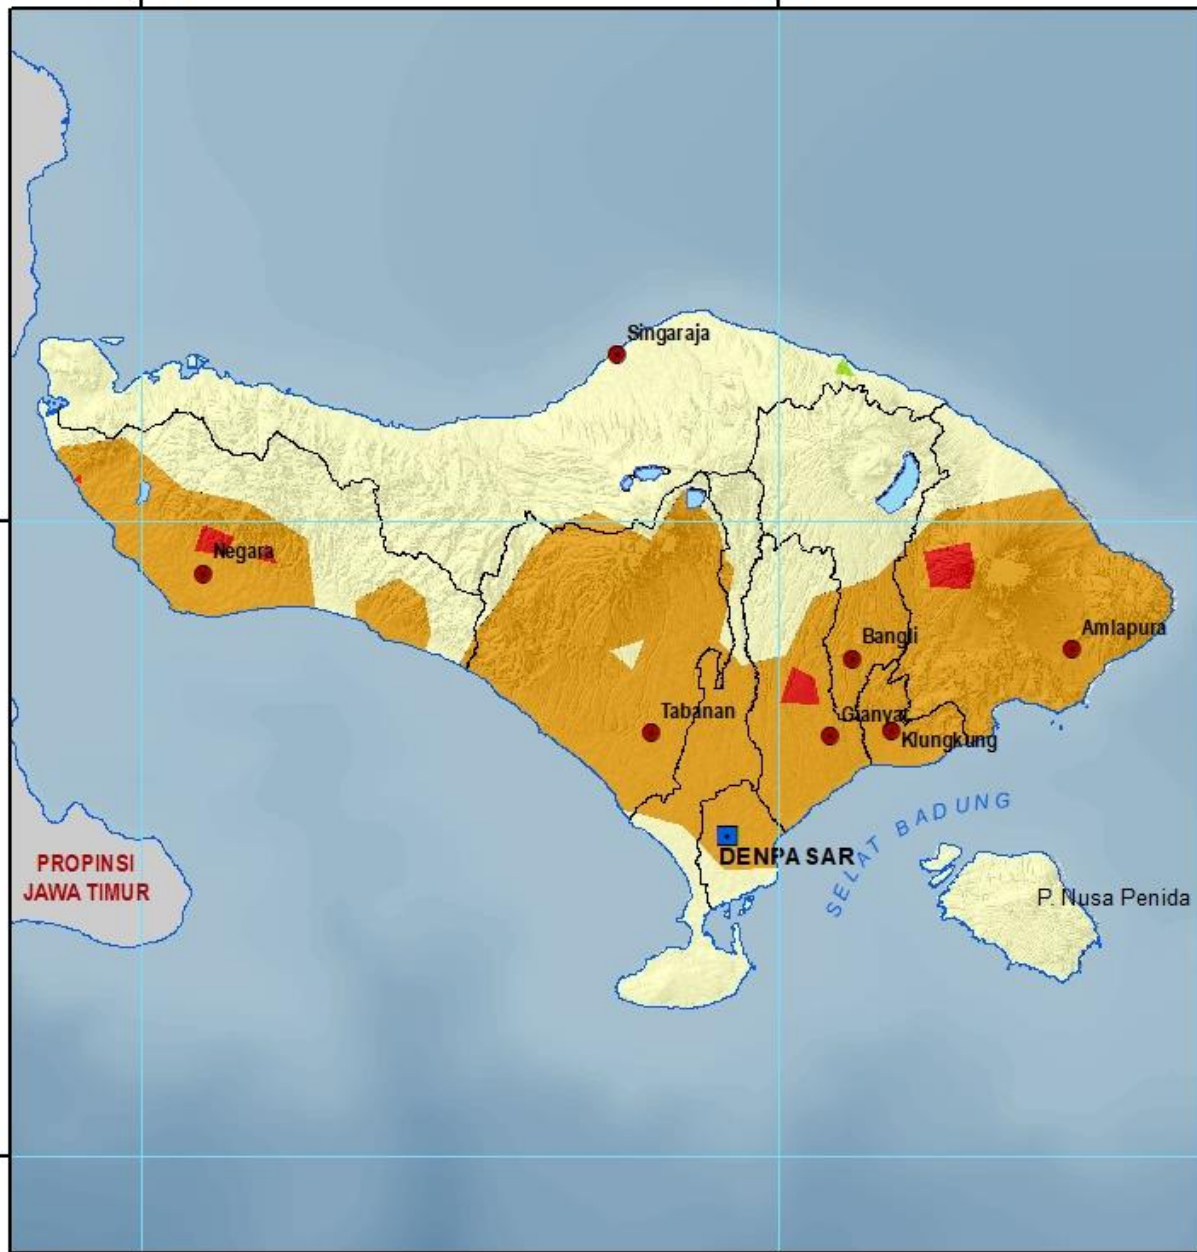 Singaraja
Negara
Bangli
Amlapura
Tabanan
Gianyar
Klungkung
SELAT BADUNG
DENPASAR
PROPINSI
JAWA TIMUR
P. Nusa Penida